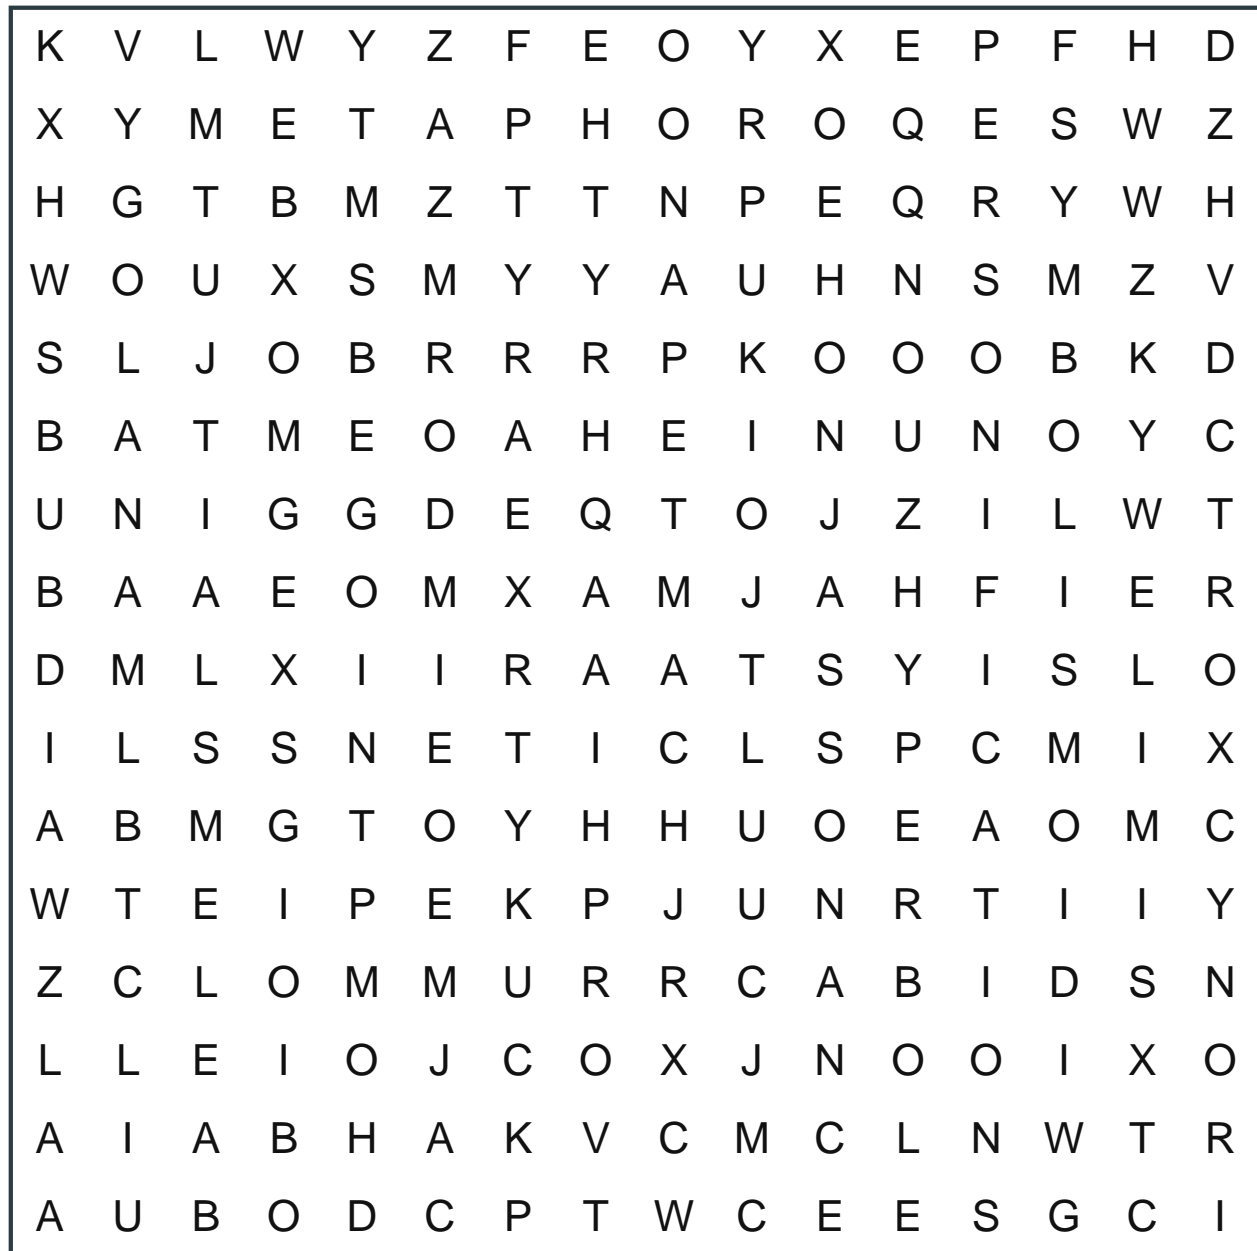 K V L W Y Z F E O Y X E P F H D
X Y M E T A P H O R O Q E S W Z
H G T B M Z T T N P E Q R Y W H
W O U X S M Y Y A U H N S M Z V
S L J O B R R R P K O O O B K D
B A T M E O A H E I N U N O Y C
U N I G G D E Q T O J Z I L W T
B A A E O M X A M J A H F I E R
D M L X I I R A A T S Y I S L O
I L S S N E T I C L S P C M I X
A B M G T O Y H H U O E A O M C
W T E I P E K P J U N R T I I Y
Z C L O M M U R R C A B I D S N
L L E I O J C O X J N O O I X O
A I A B H A K V C M C L N W T R
A U B O D C P T W C E E S G C I